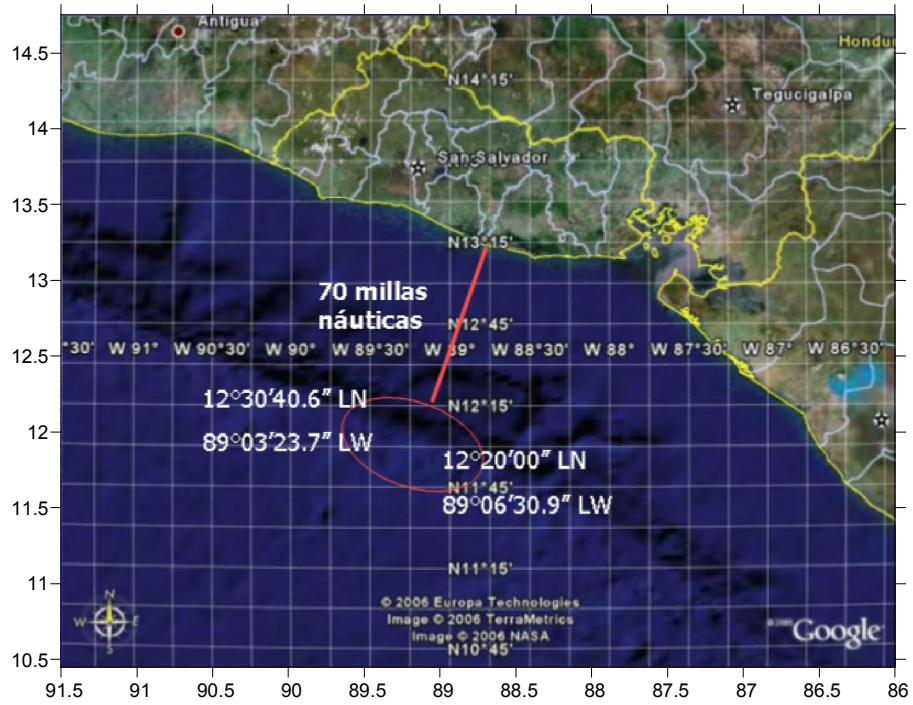 14.5
14
13.5
13
12.5
12
11.5
11
10.5
Antigua
Hondu
N14°15'
Tegucigalpa
San Salvador
N13°15'
70 millas
náuticas
N12°45'
°30' W 91° W 90°30' W 90° W 89°30' W 89° W 88°30' W 88° W 87°30' W 87° W 86°30'
12°30'40.6" LN
N12°15'
89°03'23.7" LW
12°20'00" LN
N11°45'
89°06'30.9" LW
N11°15'
N
W E
S
© 2006 Europa Technologies
Image © 2006 TerraMetrics
Image © 2006 NASA
N10°45'
© 2005 Google
91.5 91 90.5 90 89.5 89 88.5 88 87.5 87 86.5 86